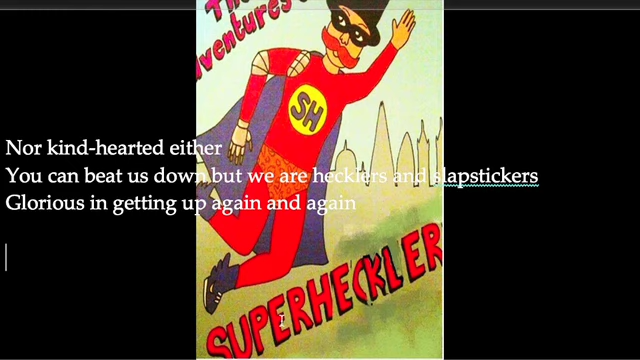 The
Adventures of
SH
Nor kind-hearted either
You can beat us down but we are hecklers and slapstickers
Glorious in getting up again and again
SUPERHECKLER